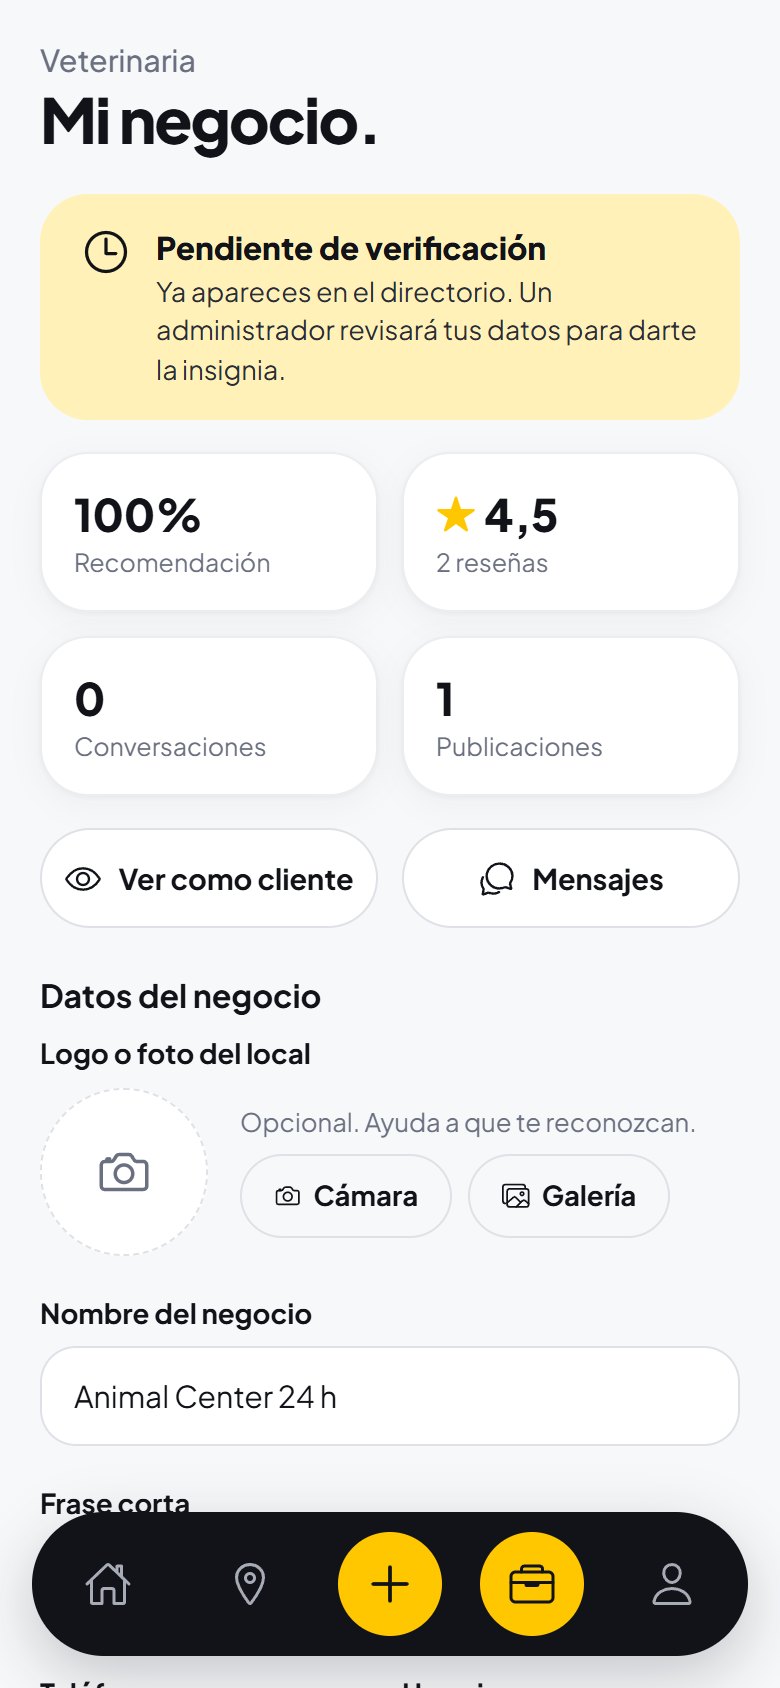 Veterinaria
Mi negocio.
Pendiente de verificación
Ya apareces en el directorio. Un
administrador revisará tus datos para darte
la insignia.
100%
Recomendación
4,5
2 reseñas
0
Conversaciones
1
Publicaciones
Ver como cliente
Mensajes
Datos del negocio
Logo o foto del local
Opcional. Ayuda a que te reconozcan.
Cámara
Galería
Nombre del negocio
Animal Center 24 h
Frase corta